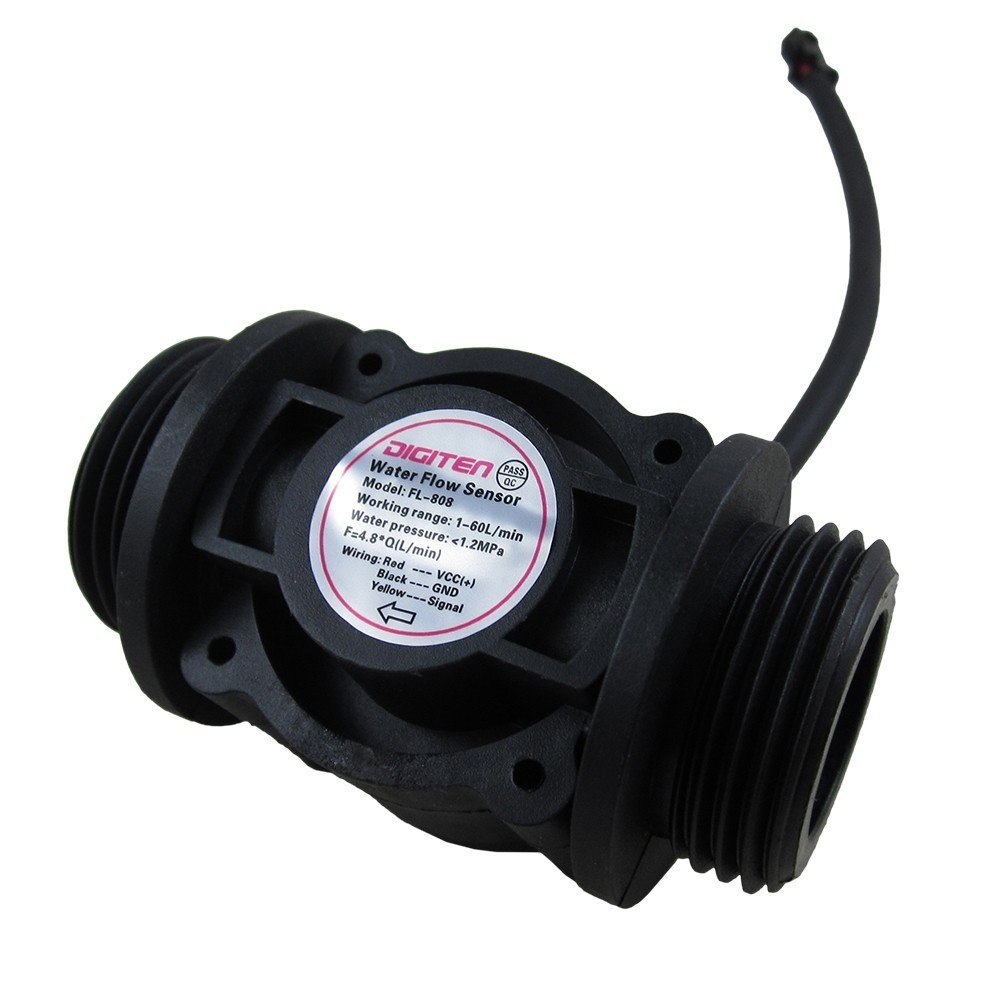 DIGITEN
PASS
QC
Water Flow Sensor
Model: FL-808
Working range: 1-60L/min
Water pressure: <1.2MPa
F=4.8*Q(L/min)
Wiring: Red --- VCC(+)
Black --- GND
Yellow --- Signal